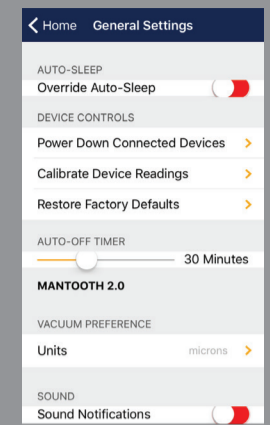 Home General Settings
AUTO-SLEEP
Override Auto-Sleep
DEVICE CONTROLS
Power Down Connected Devices
Calibrate Device Readings
Restore Factory Defaults
AUTO-OFF TIMER
30 Minutes
MANTOOTH 2.0
VACUUM PREFERENCE
Units microns
SOUND
Sound Notifications